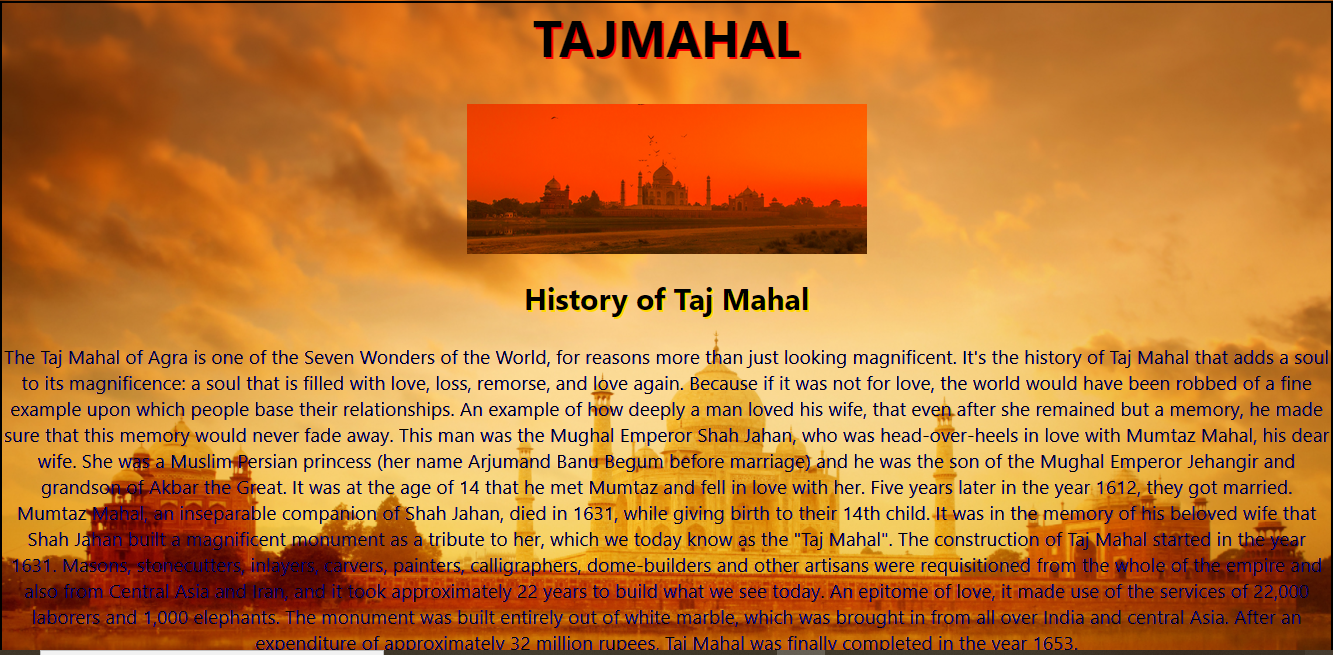 TAJMAHAL
History of Taj Mahal
The Taj Mahal of Agra is one of the Seven Wonders of the World, for reasons more than just looking magnificent. It's the history of Taj Mahal that adds a soul
to its magnificence: a soul that is filled with love, loss, remorse, and love again. Because if it was not for love, the world would have been robbed of a fine
example upon which people base their relationships. An example of how deeply a man loved his wife, that even after she remained but a memory, he made
sure that this memory would never fade away. This man was the Mughal Emperor Shah Jahan, who was head-over-heels in love with Mumtaz Mahal, his dear
wife. She was a Muslim Persian princess (her name Arjumand Banu Begum before marriage) and he was the son of the Mughal Emperor Jehangir and
grandson of Akbar the Great. It was at the age of 14 that he met Mumtaz and fell in love with her. Five years later in the year 1612, they got married.
Mumtaz Mahal, an inseparable companion of Shah Jahan, died in 1631, while giving birth to their 14th child. It was in the memory of his beloved wife that
Shah Jahan built a magnificent monument as a tribute to her, which we today know as the "Taj Mahal". The construction of Taj Mahal started in the year
1631. Masons, stonecutters, inlayers, carvers, painters, calligraphers, dome-builders and other artisans were requisitioned from the whole of the empire and
also from Central Asia and Iran, and it took approximately 22 years to build what we see today. An epitome of love, it made use of the services of 22,000
laborers and 1,000 elephants. The monument was built entirely out of white marble, which was brought in from all over India and central Asia. After an
expenditure of approximately 32 million rupees, Taj Mahal was finally completed in the year 1653.